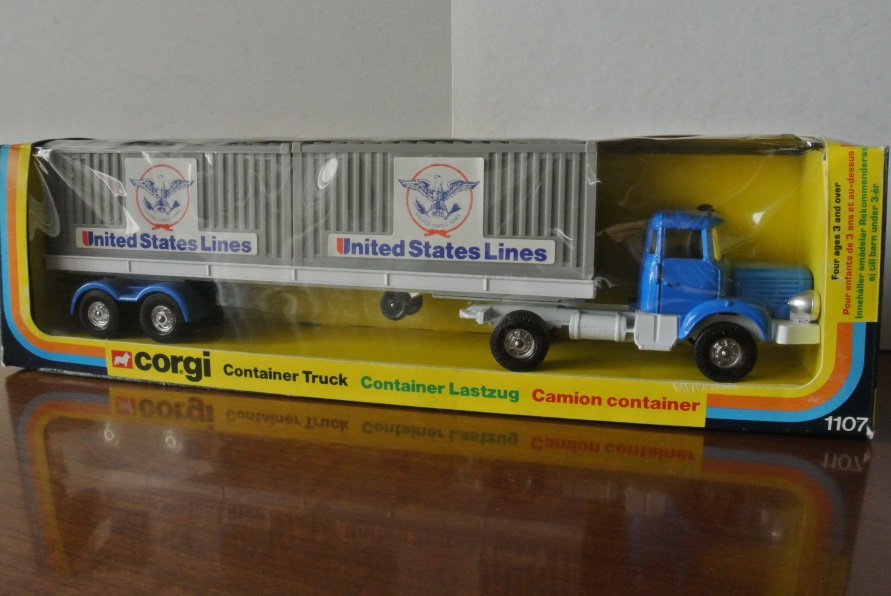 United States Lines
United States Lines
corgi Container Truck Container Lastzug Camion container
1107
Four ages 3 and over
Pour enfants de 3 ans et au-dessus
Innehåller smådelar Rekommenderas
ej till barn under 3-år